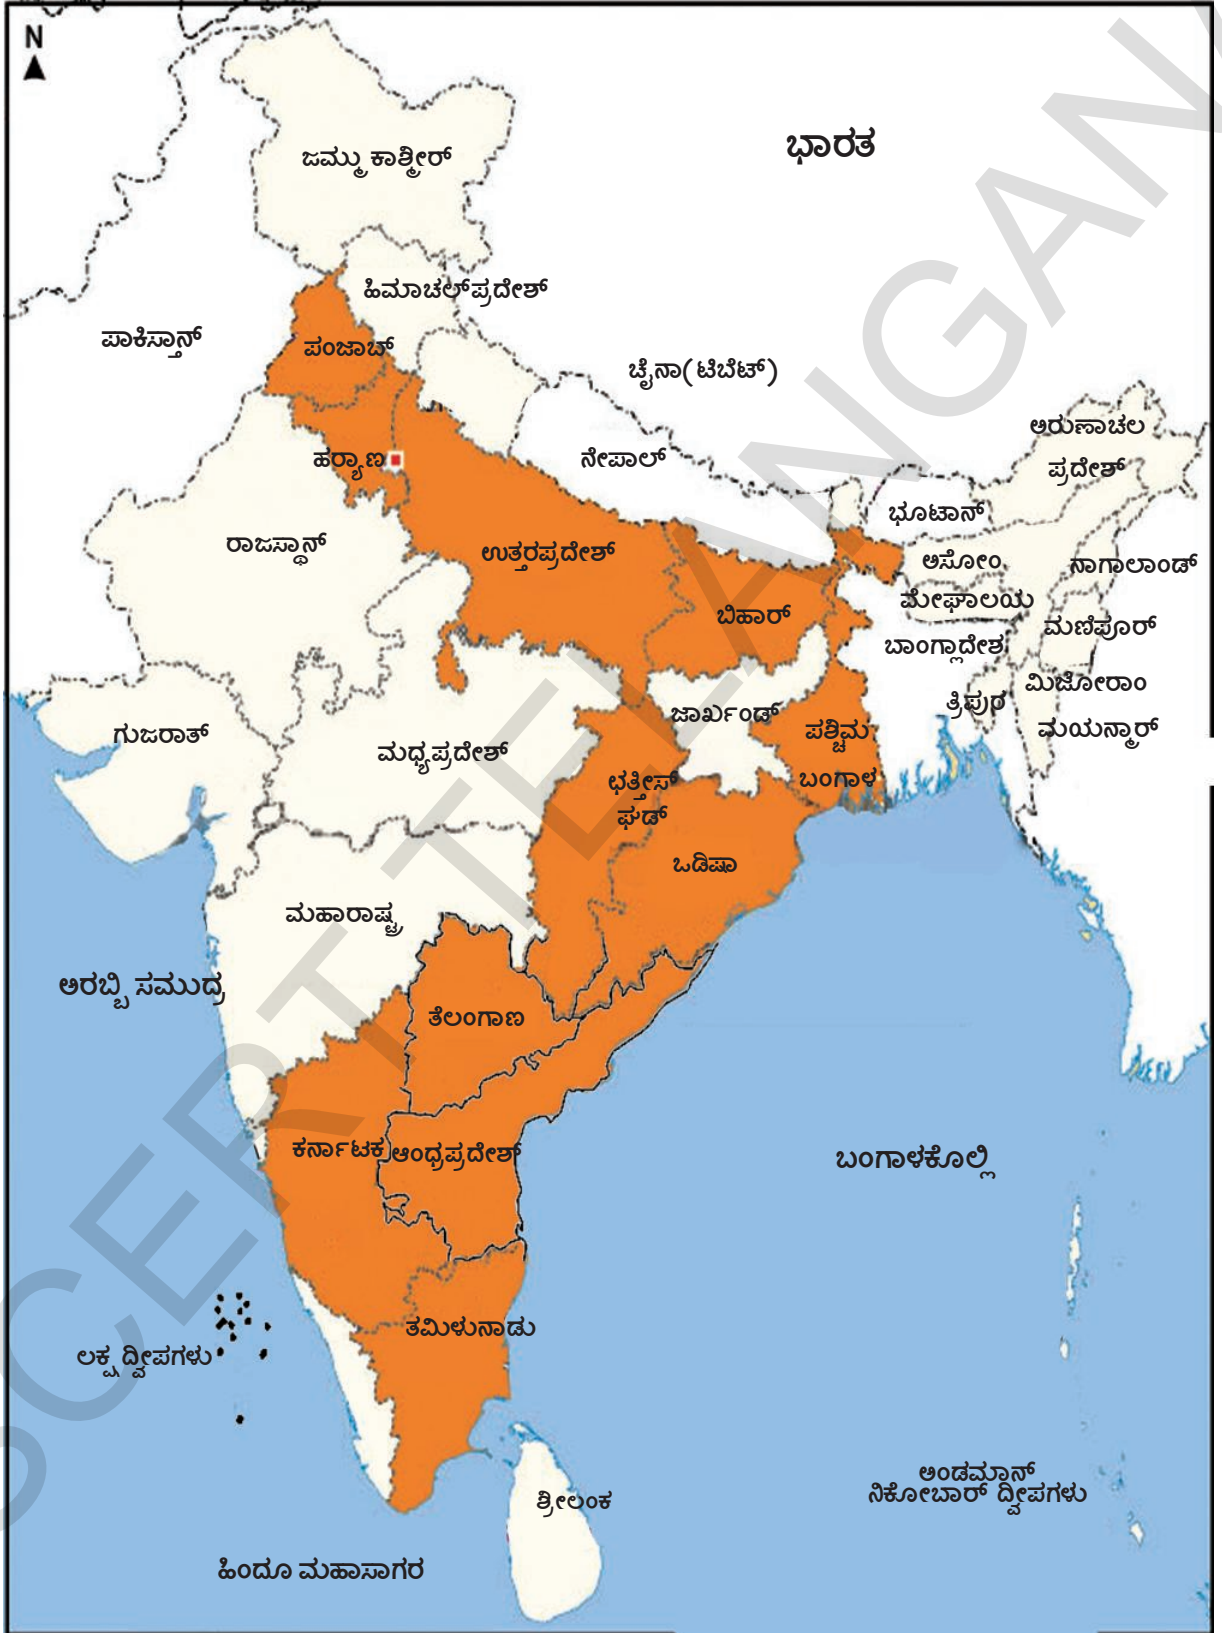 N
ಭಾರತ
ಜಮ್ಮು ಕಾಶ್ಮೀರ್
ಹಿಮಾಚಲ್‌ಪ್ರದೇಶ್
ಪಾಕಿಸ್ತಾನ್
ಪಂಜಾಬ್
ಚೈನಾ(ಟಿಬೆಟ್)
ಅರುಣಾಚಲ
ಪ್ರದೇಶ್
ಹರ‍್ಯಾಣ
ನೇಪಾಲ್
ಭೂಟಾನ್
ರಾಜಸ್ಥಾನ್
ಉತ್ತರಪ್ರದೇಶ್
ಅಸೋಂ
ನಾಗಾಲಾಂಡ್
ಮೇಘಾಲಯ
ಬಿಹಾರ್
ಮಣಿಪೂರ್
ಬಾಂಗ್ಲಾದೇಶ
ಮಿಜೋರಾಂ
ತ್ರಿಪುರ
ಜಾರ್ಖಂಡ್
ಗುಜರಾತ್
ಪಶ್ಚಿಮ
ಬಂಗಾಳ
ಮಯನ್ಮಾರ್
ಮಧ್ಯಪ್ರದೇಶ್
ಛತ್ತೀಸ್
ಘಡ್
ಒಡಿಷಾ
ಮಹಾರಾಷ್ಟ್ರ
ಅರಬ್ಬಿ ಸಮುದ್ರ
ತೆಲಂಗಾಣ
ಕರ್ನಾಟಕ
ಆಂಧ್ರಪ್ರದೇಶ್
ಬಂಗಾಳಕೊಲ್ಲಿ
ತಮಿಳುನಾಡು
ಲಕ್ಷ ದ್ವೀಪಗಳು
ಅಂಡಮಾನ್
ನಿಕೋಬಾರ್ ದ್ವೀಪಗಳು
ಶ್ರೀಲಂಕ
ಹಿಂದೂ ಮಹಾಸಾಗರ
SCERT TELANGANA